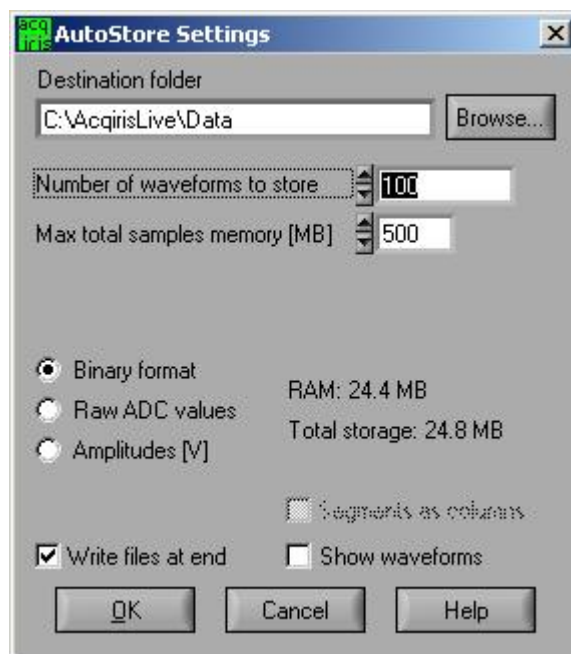 acq
iris
AutoStore Settings
Destination folder
C:\AcqirisLive\Data
Browse...
Number of waveforms to store
100
Max total samples memory [MB]
500
Binary format
Raw ADC values
Amplitudes [V]
RAM: 24.4 MB
Total storage: 24.8 MB
Segments as columns
Write files at end
Show waveforms
OK
Cancel
Help